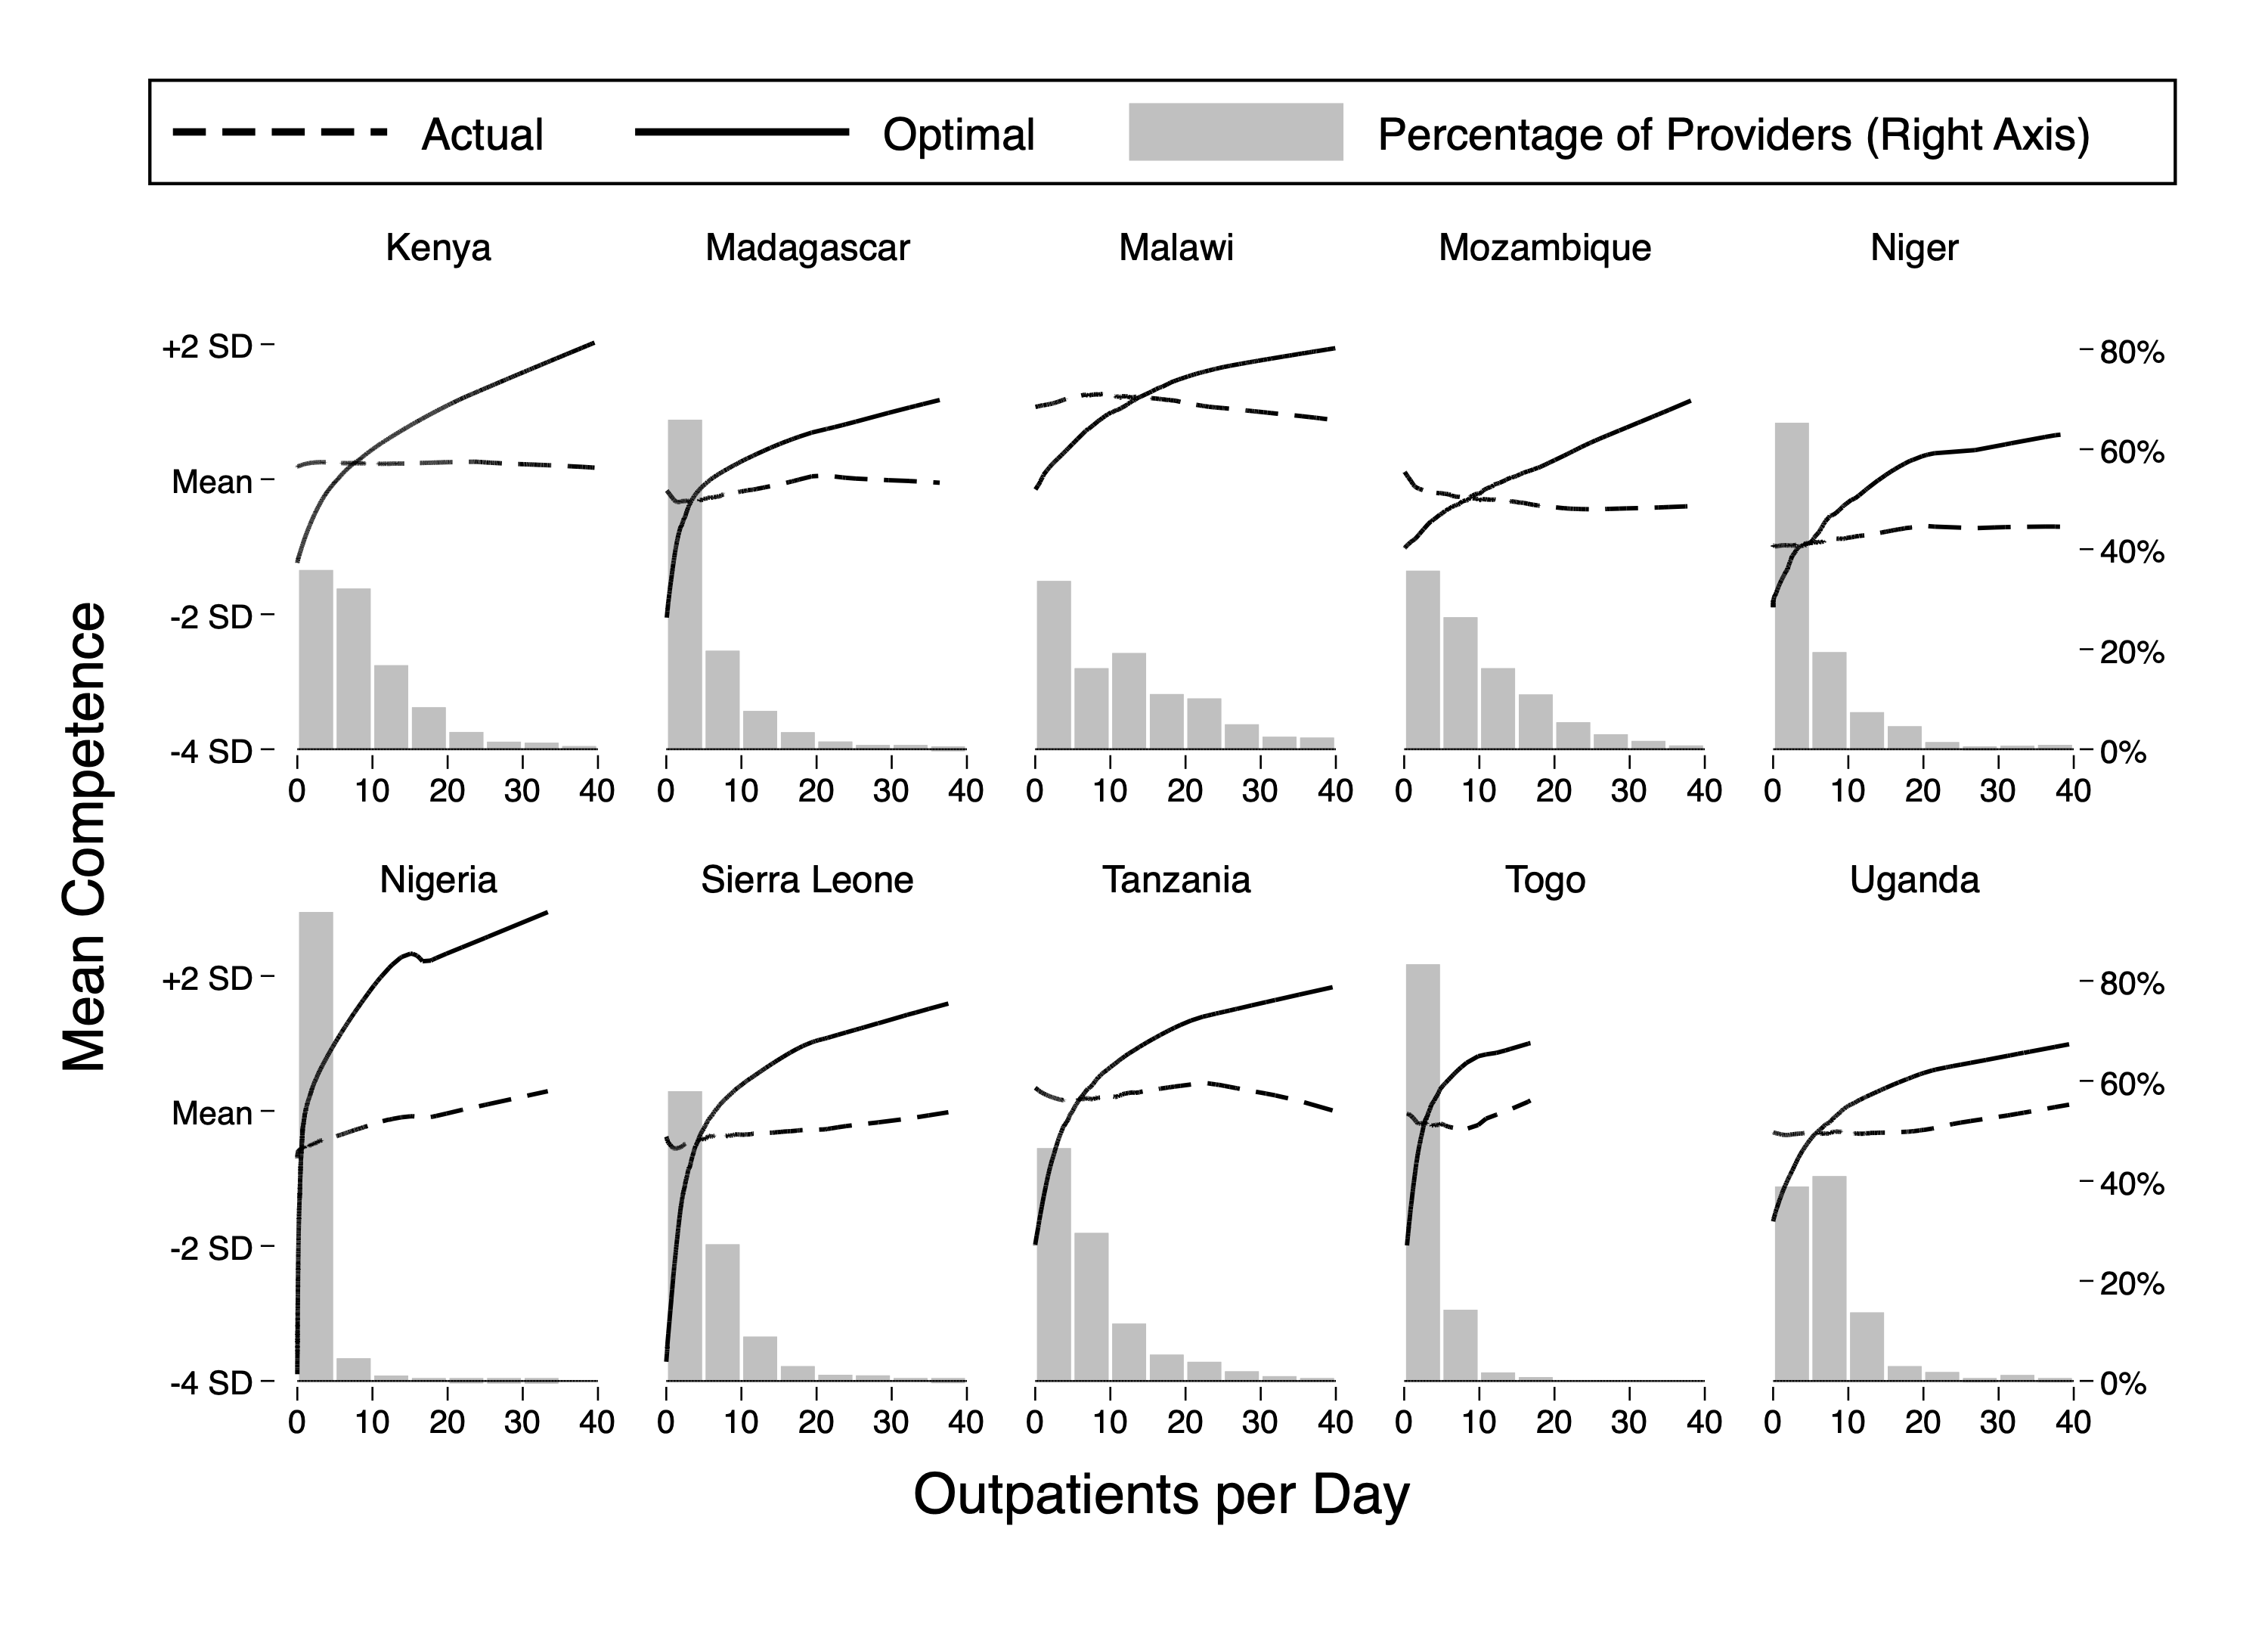 Actual Optimal Percentage of Providers (Right Axis)
Kenya Madagascar Malawi Mozambique Niger
+2 SD 80%
Mean 60%
40%
-2 SD 20%
-4 SD 0%
0 10 20 30 40 0 10 20 30 40 0 10 20 30 40 0 10 20 30 40 0 10 20 30 40
Mean Competence
Nigeria Sierra Leone Tanzania Togo Uganda
+2 SD 80%
Mean 60%
40%
-2 SD 20%
-4 SD 0%
0 10 20 30 40 0 10 20 30 40 0 10 20 30 40 0 10 20 30 40 0 10 20 30 40
Outpatients per Day